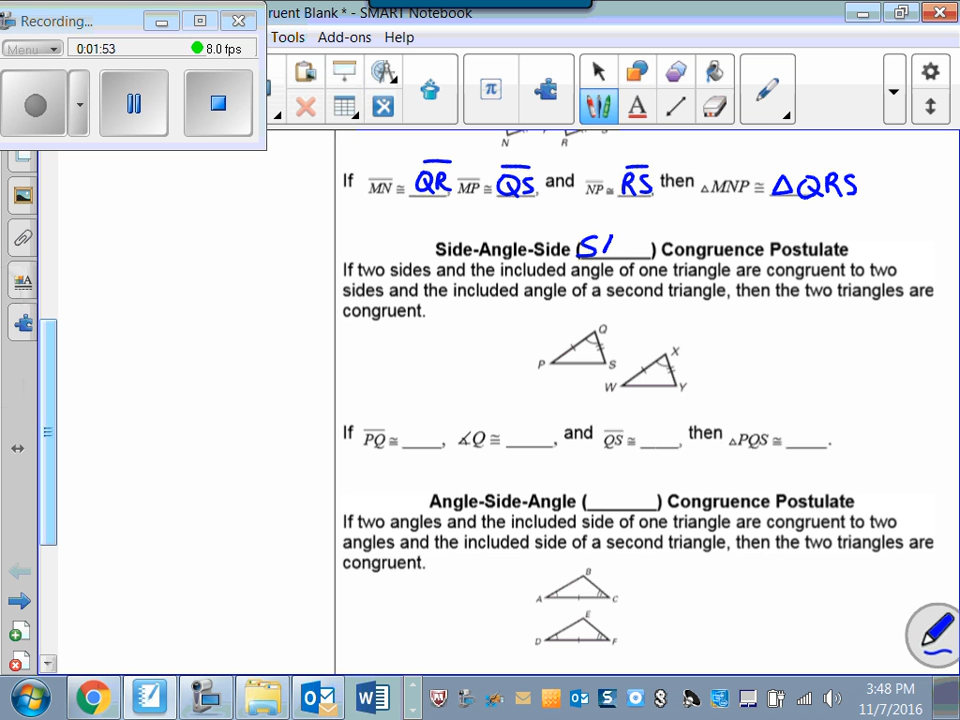 Recording...
ruent Blank * - SMART Notebook
Menu
0:01:53
8.0 fps
Tools Add-ons Help
π
A
N R
If MN ≅ QR, MP ≅ QS, and NP ≅ RS, then △MNP ≅ △QRS
Side-Angle-Side (S______) Congruence Postulate
If two sides and the included angle of one triangle are congruent to two
sides and the included angle of a second triangle, then the two triangles are
congruent.
Q
P S
X
W Y
If PQ ≅ ____, ∡Q ≅ _____, and QS ≅ ____, then △PQS ≅ ____.
Angle-Side-Angle (______) Congruence Postulate
If two angles and the included side of one triangle are congruent to two
angles and the included side of a second triangle, then the two triangles are
congruent.
B
A C
E
D F
3:48 PM
11/7/2016